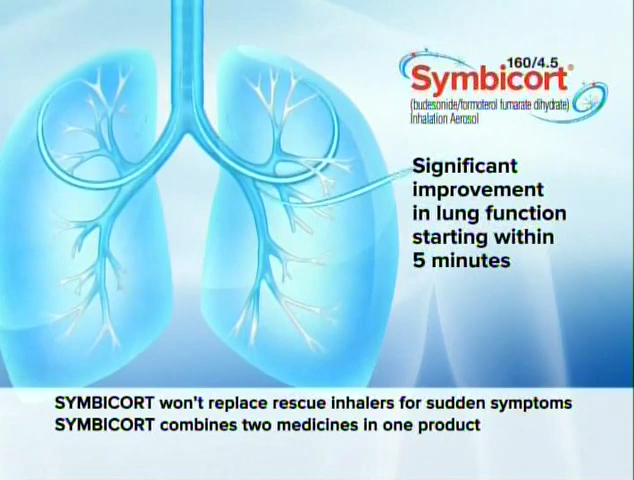 160/4.5
Symbicort®
(budesonide/formoterol fumarate dihydrate)
Inhalation Aerosol
Significant
improvement
in lung function
starting within
5 minutes
SYMBICORT won't replace rescue inhalers for sudden symptoms
SYMBICORT combines two medicines in one product